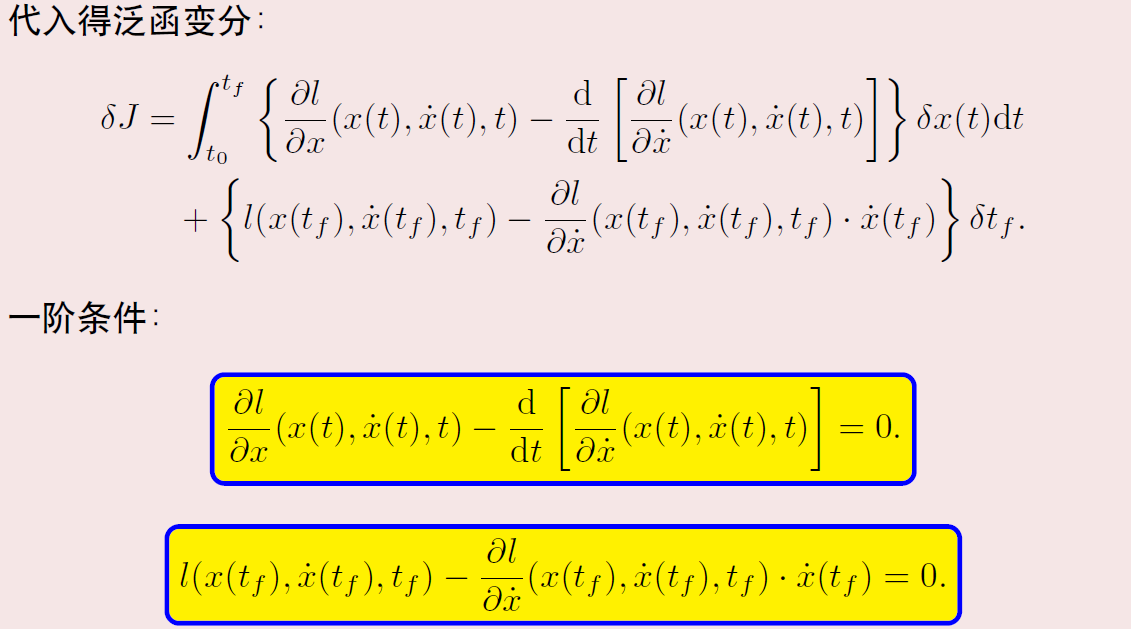 代入得泛函变分:
δJ = ∫_{t_0}^{t_f} { ∂l/∂x (x(t), ẋ(t), t) − d/dt [ ∂l/∂ẋ (x(t), ẋ(t), t) ] } δx(t)dt
+ { l(x(t_f), ẋ(t_f), t_f) − ∂l/∂ẋ (x(t_f), ẋ(t_f), t_f) · ẋ(t_f) } δt_f.
一阶条件:
∂l/∂x (x(t), ẋ(t), t) − d/dt [ ∂l/∂ẋ (x(t), ẋ(t), t) ] = 0.
l(x(t_f), ẋ(t_f), t_f) − ∂l/∂ẋ (x(t_f), ẋ(t_f), t_f) · ẋ(t_f) = 0.